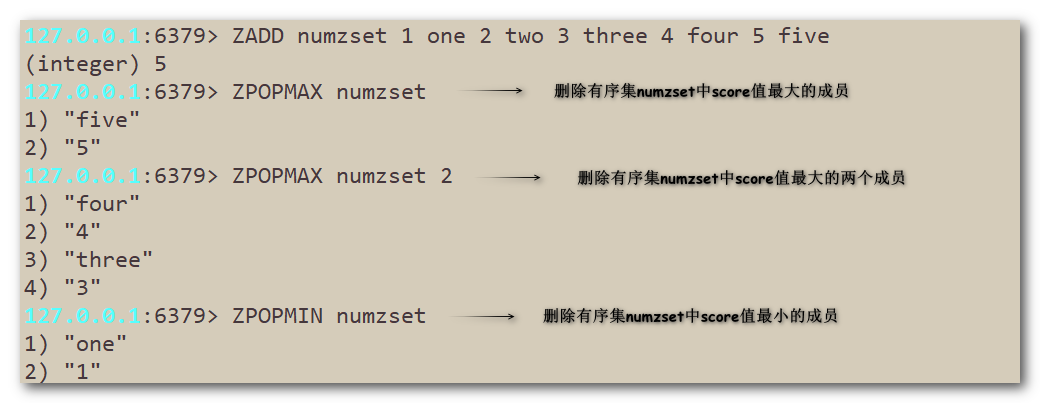 127.0.0.1:6379> ZADD numzset 1 one 2 two 3 three 4 four 5 five
(integer) 5
127.0.0.1:6379> ZPOPMAX numzset 删除有序集numzset中score值最大的成员
1) "five"
2) "5"
127.0.0.1:6379> ZPOPMAX numzset 2 删除有序集numzset中score值最大的两个成员
1) "four"
2) "4"
3) "three"
4) "3"
127.0.0.1:6379> ZPOPMIN numzset 删除有序集numzset中score值最小的成员
1) "one"
2) "1"